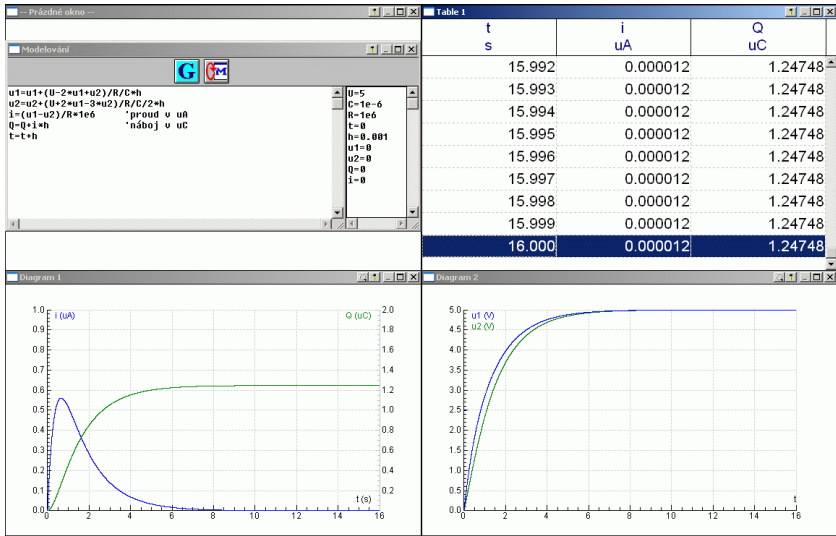 -- Prázdné okno --
Modelování
G
M
u1=u1+(U-2*u1+u2)/R/C*h
u2=u2+(U+2*u1-3*u2)/R/C/2*h
i=(u1-u2)/R*1e6 'proud v uA
Q=Q+i*h 'náboj v uC
t=t+h
U=5
C=1e-6
R=1e6
t=0
h=0.001
u1=0
u2=0
Q=0
i=0
Table 1
t i Q
s uA uC
15.992 0.000012 1.24748
15.993 0.000012 1.24748
15.994 0.000012 1.24748
15.995 0.000012 1.24748
15.996 0.000012 1.24748
15.997 0.000012 1.24748
15.998 0.000012 1.24748
15.999 0.000012 1.24748
16.000 0.000012 1.24748
Diagram 1
i (uA) Q (uC)
1.0 2.0
0.9 1.8
0.8 1.6
0.7 1.4
0.6 1.2
0.5 1.0
0.4 0.8
0.3 0.6
0.2 0.4
0.1 0.2
0.0
t (s)
0 2 4 6 8 10 12 14 16
Diagram 2
u1 (V)
u2 (V)
5.0
4.5
4.0
3.5
3.0
2.5
2.0
1.5
1.0
0.5
0.0
t
0 2 4 6 8 10 12 14 16